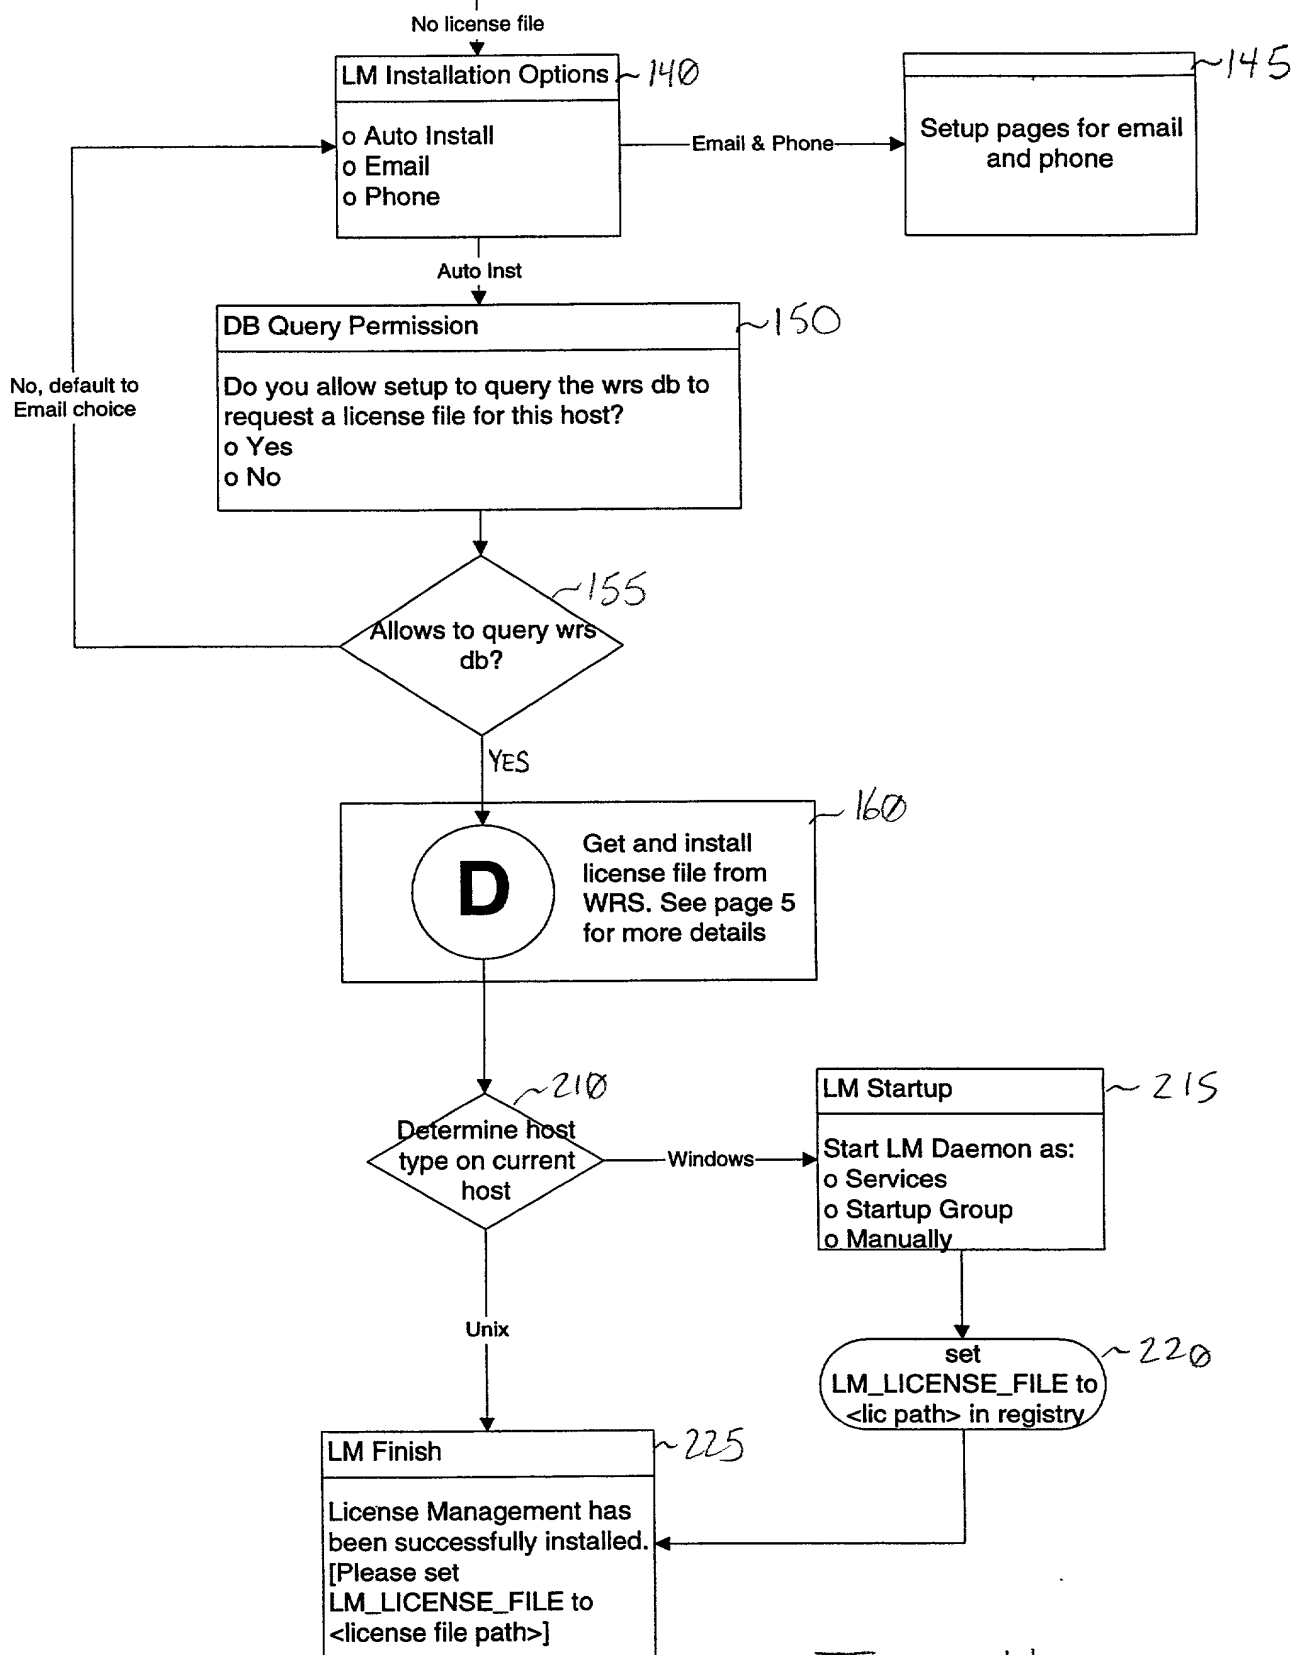 No license file
LM Installation Options
140
o Auto Install
o Email
o Phone
Email & Phone
145
Setup pages for email
and phone
Auto Inst
DB Query Permission
150
Do you allow setup to query the wrs db to
request a license file for this host?
o Yes
o No
No, default to
Email choice
155
Allows to query wrs
db?
YES
160
D
Get and install
license file from
WRS. See page 5
for more details
210
Determine host
type on current
host
Windows
LM Startup
215
Start LM Daemon as:
o Services
o Startup Group
o Manually
Unix
set
LM_LICENSE_FILE to
<lic path> in registry
220
LM Finish
225
License Management has
been successfully installed.
[Please set
LM_LICENSE_FILE to
<license file path>]